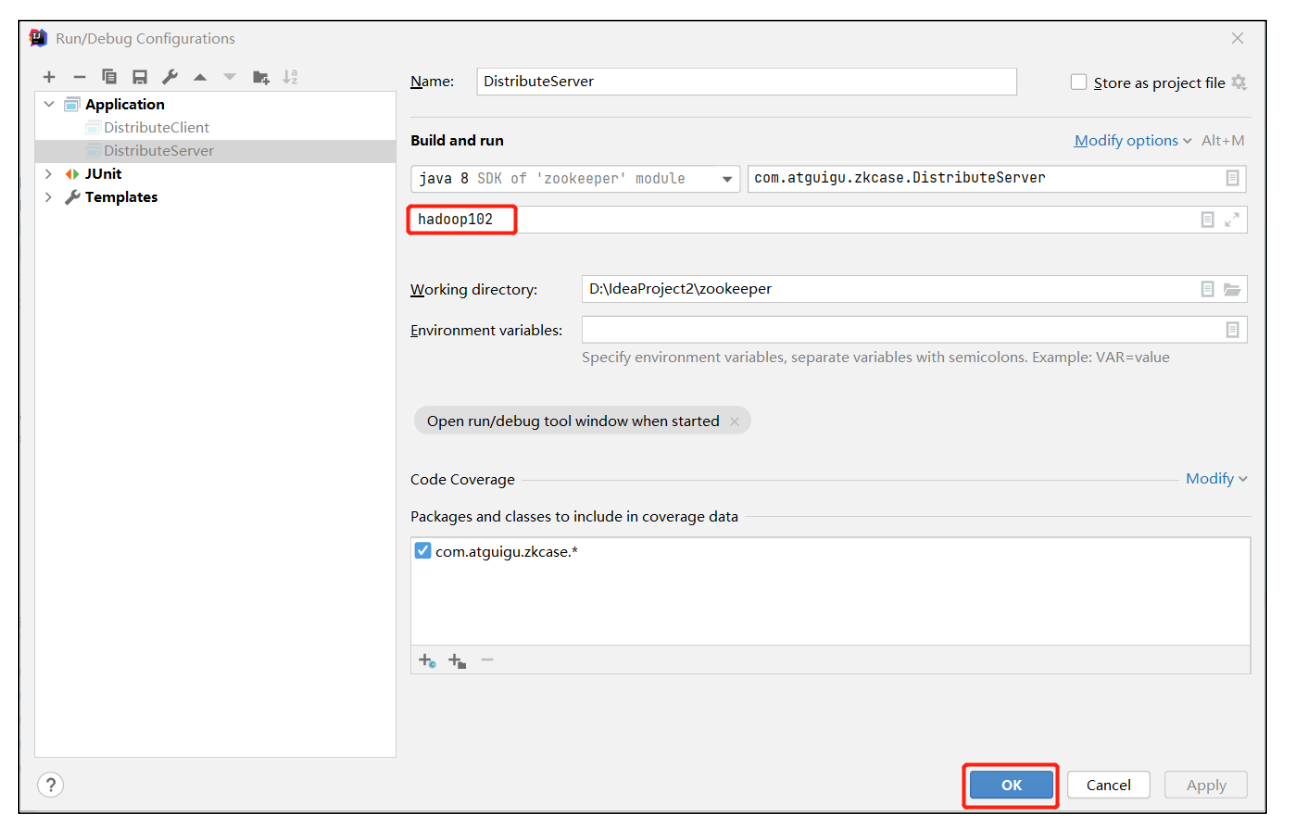 Run/Debug Configurations
Name: DistributeServer
Store as project file
Application
DistributeClient
DistributeServer
JUnit
Templates
Build and run
Modify options Alt+M
java 8 SDK of 'zookeeper' module
com.atguigu.zkcase.DistributeServer
hadoop102
Working directory: D:\IdeaProject2\zookeeper
Environment variables:
Specify environment variables, separate variables with semicolons. Example: VAR=value
Open run/debug tool window when started
Code Coverage
Modify
Packages and classes to include in coverage data
com.atguigu.zkcase.*
?
OK
Cancel
Apply